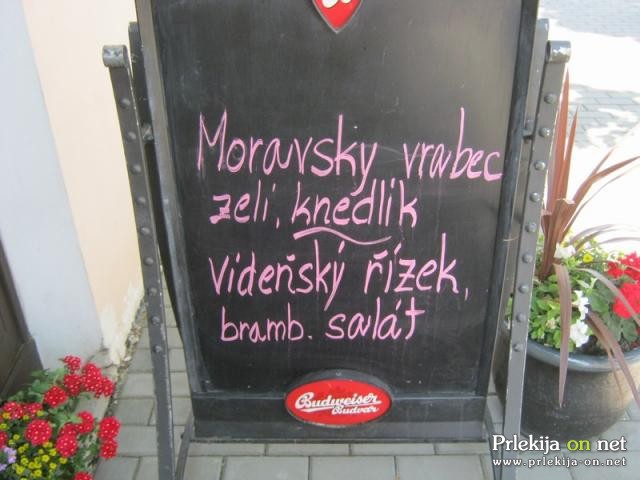 Moravsky vrabec
zeli, knedlik
Videňský řízek,
bramb. salát
Budweiser
Budvar
Prlekija on net
www.prlekija-on.net